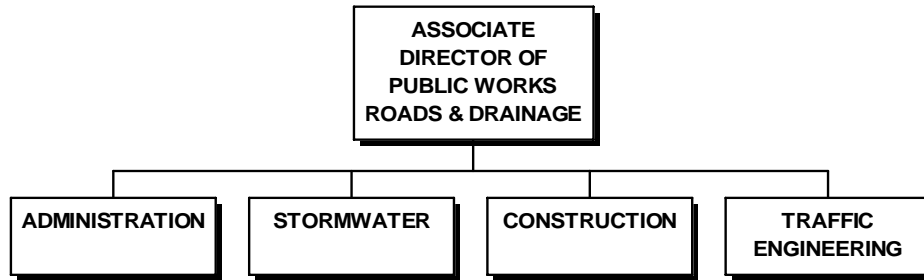 ASSOCIATE
DIRECTOR OF
PUBLIC WORKS
ROADS & DRAINAGE
ADMINISTRATION
STORMWATER
CONSTRUCTION
TRAFFIC
ENGINEERING